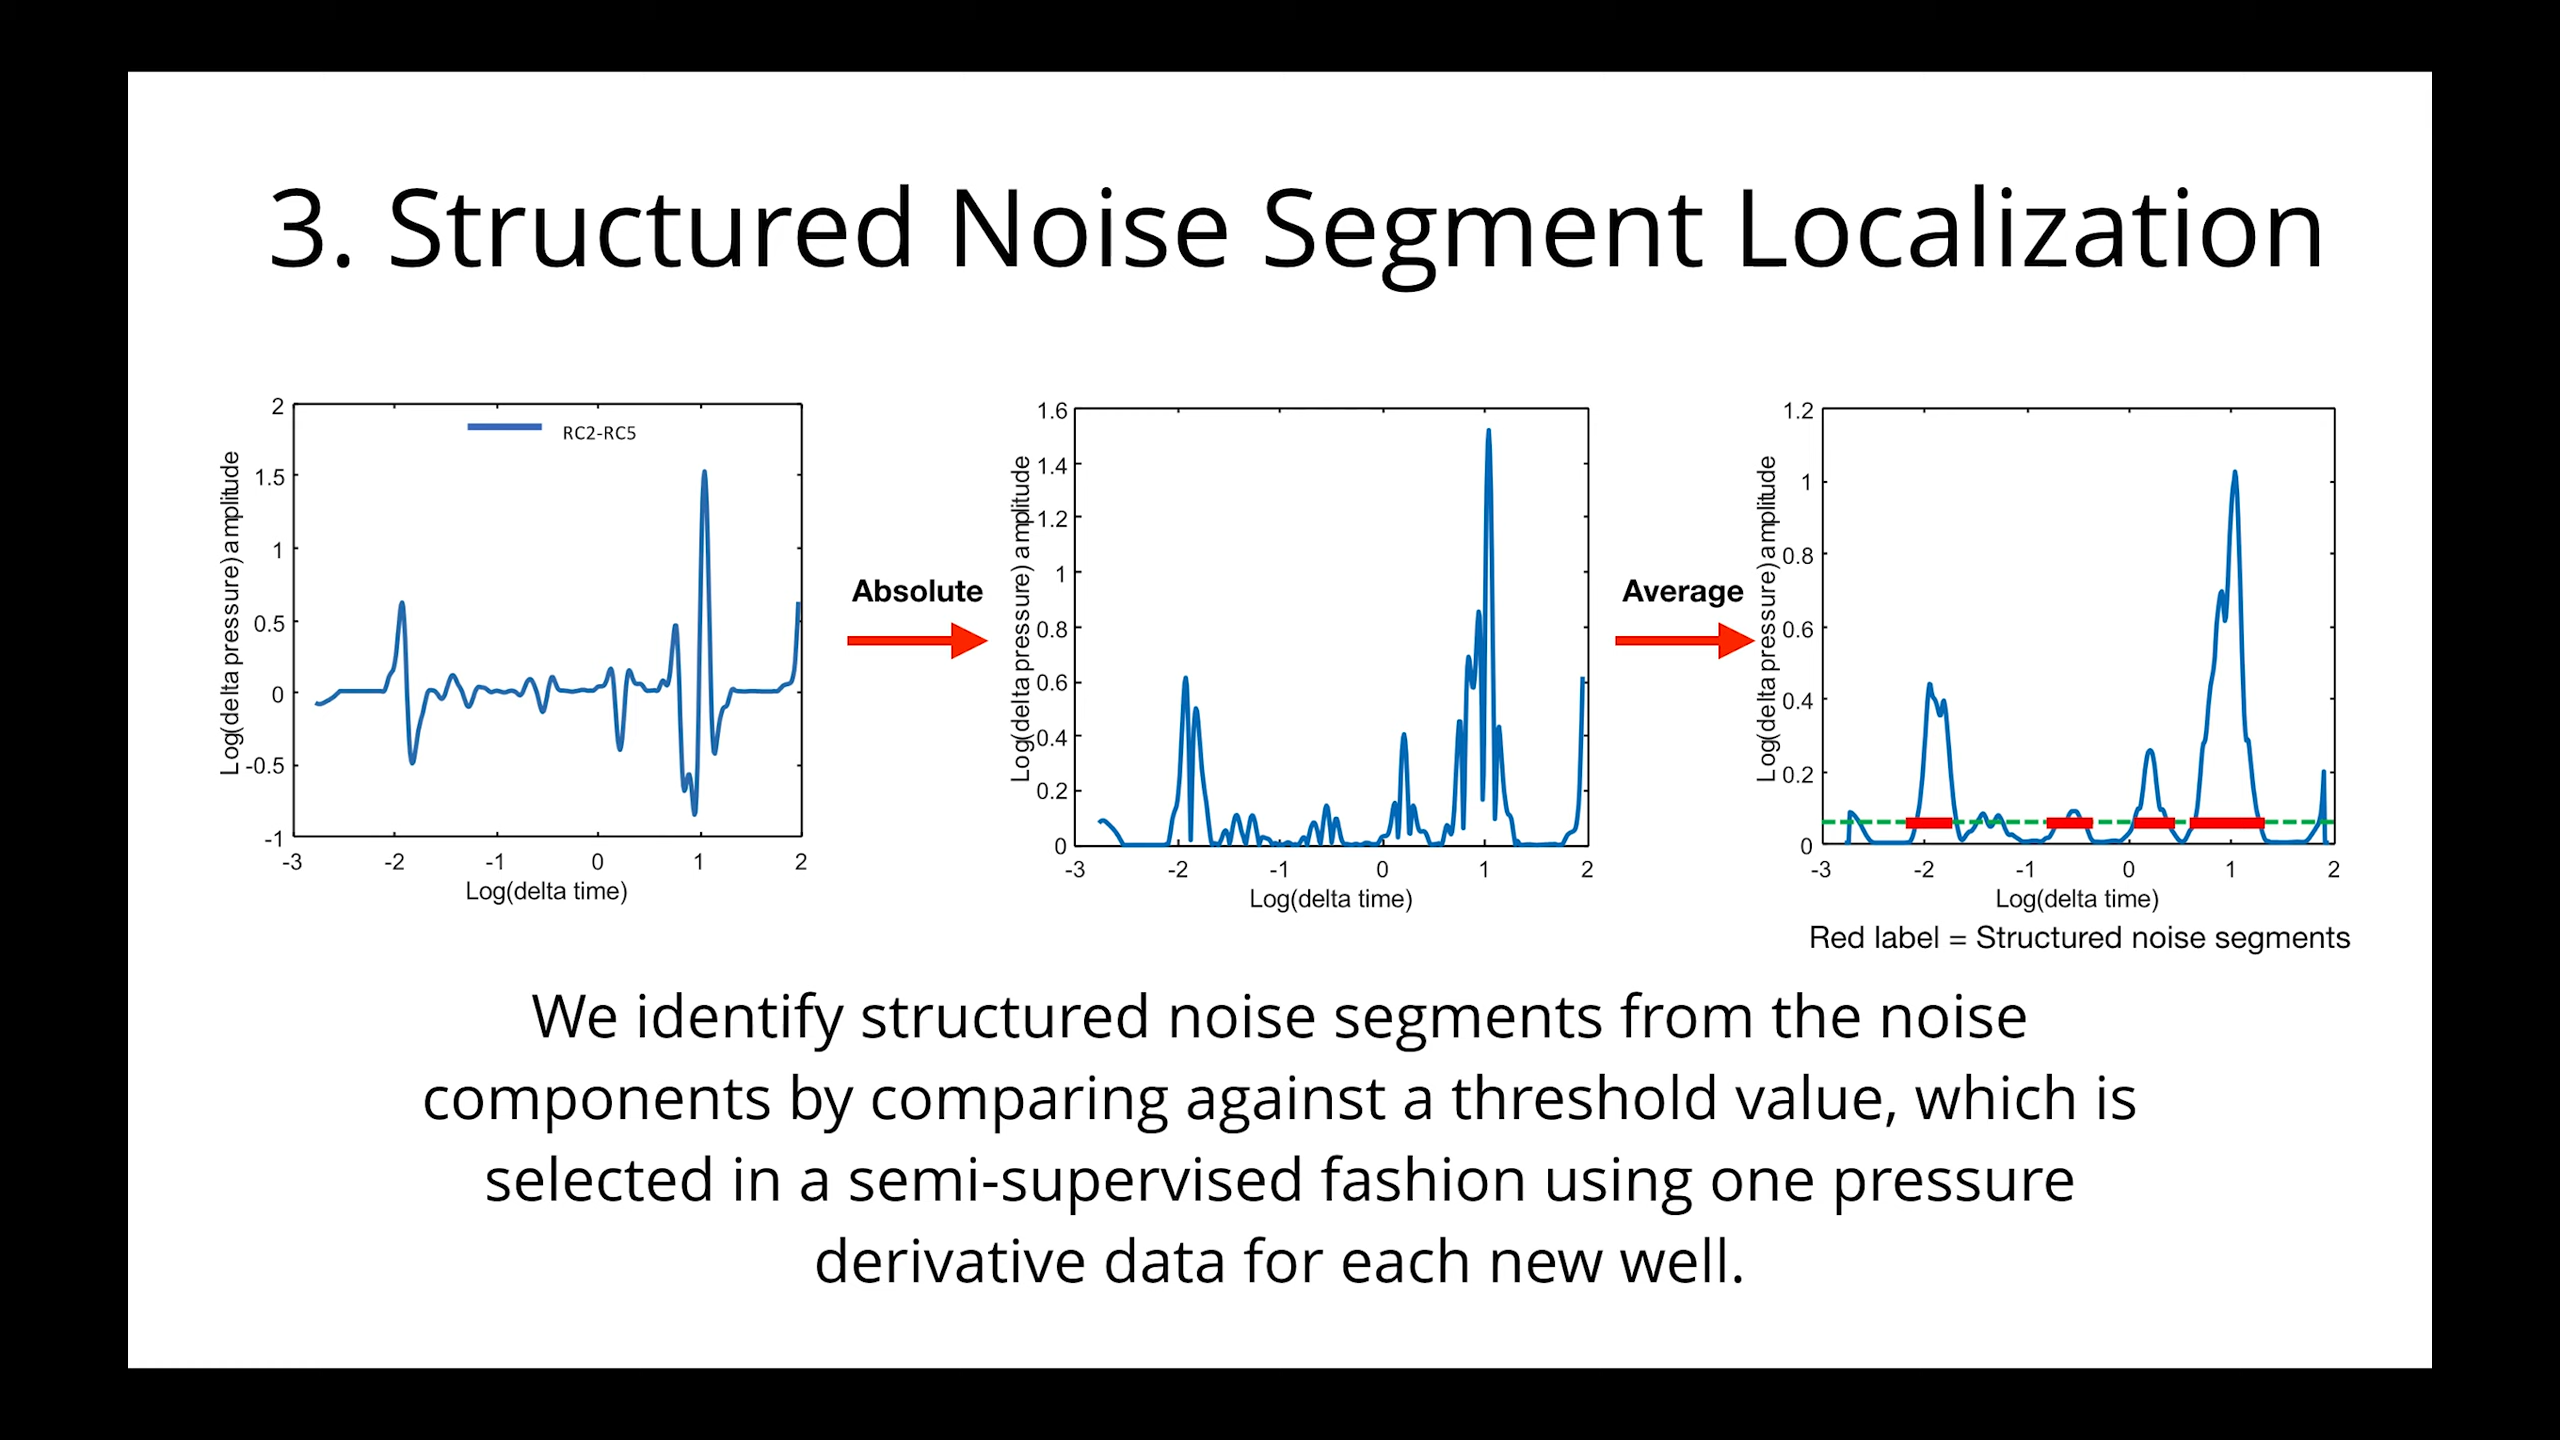 3. Structured Noise Segment Localization
RC2-RC5
Log(delta pressure) amplitude
2
1.5
1
0.5
0
-0.5
-1
-3 -2 -1 0 1 2
Log(delta time)
Absolute
Log(delta pressure) amplitude
1.6
1.4
1.2
1
0.8
0.6
0.4
0.2
0
-3 -2 -1 0 1 2
Log(delta time)
Average
Log(delta pressure) amplitude
1.2
1
0.8
0.6
0.4
0.2
0
-3 -2 -1 0 1 2
Log(delta time)
Red label = Structured noise segments
We identify structured noise segments from the noise
components by comparing against a threshold value, which is
selected in a semi-supervised fashion using one pressure
derivative data for each new well.